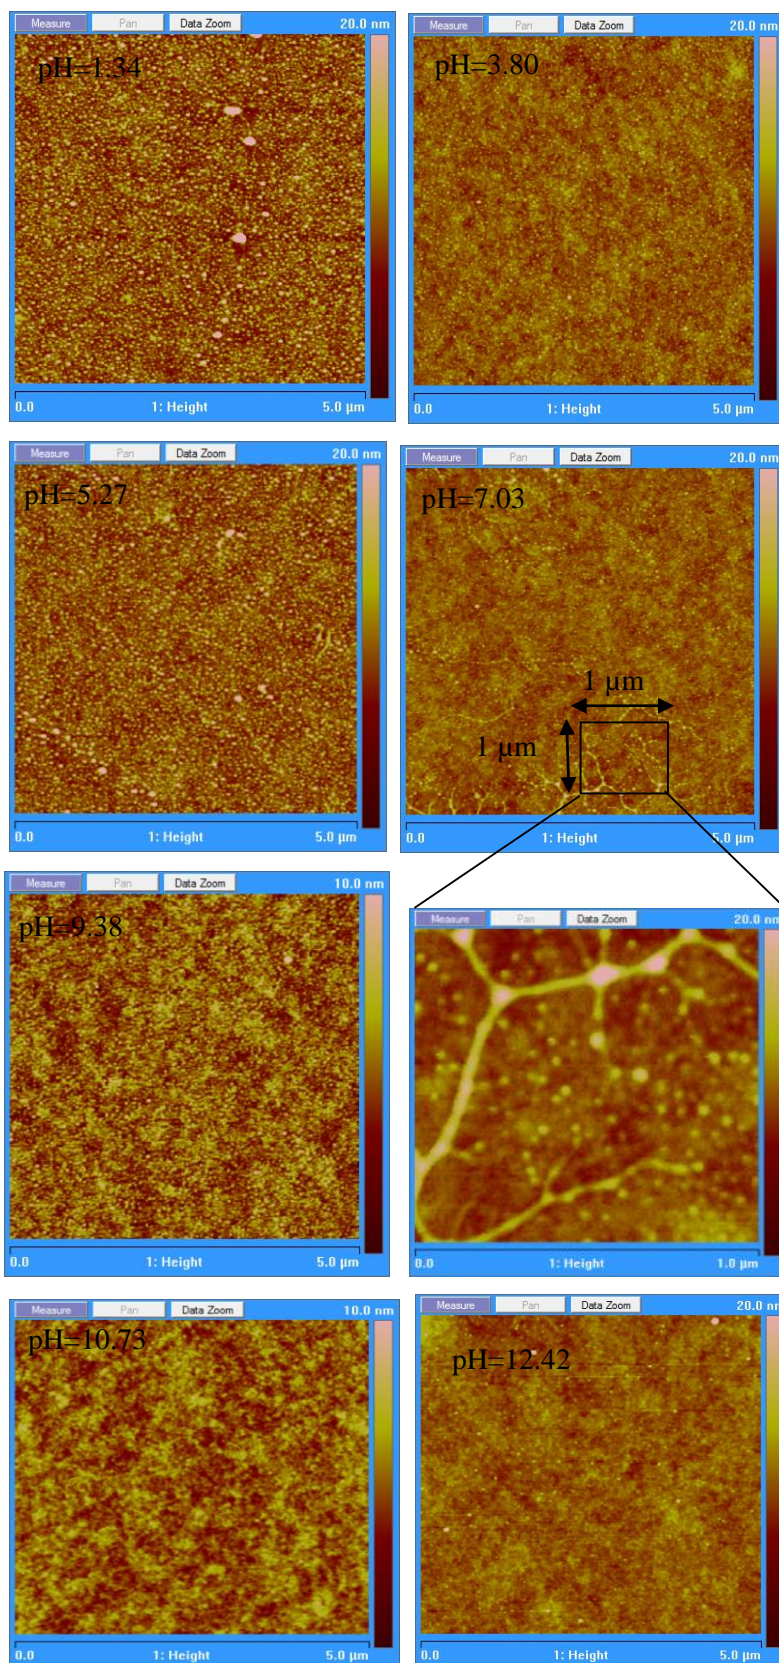 Measure Pan Data Zoom 20.0 nm
pH=1.34
0.0 1: Height 5.0 µm
Measure Pan Data Zoom 20.0 nm
pH=3.80
0.0 1: Height 5.0 µm
Measure Pan Data Zoom 20.0 nm
pH=5.27
0.0 1: Height 5.0 µm
Measure Pan Data Zoom 20.0 nm
pH=7.03
1 µm
1 µm
0.0 1: Height 5.0 µm
Measure Pan Data Zoom 10.0 nm
pH=9.38
0.0 1: Height 5.0 µm
Measure Pan Data Zoom 20.0 nm
0.0 1: Height 1.0 µm
Measure Pan Data Zoom 10.0 nm
pH=10.73
0.0 1: Height 5.0 µm
Measure Pan Data Zoom 20.0 nm
pH=12.42
0.0 1: Height 5.0 µm